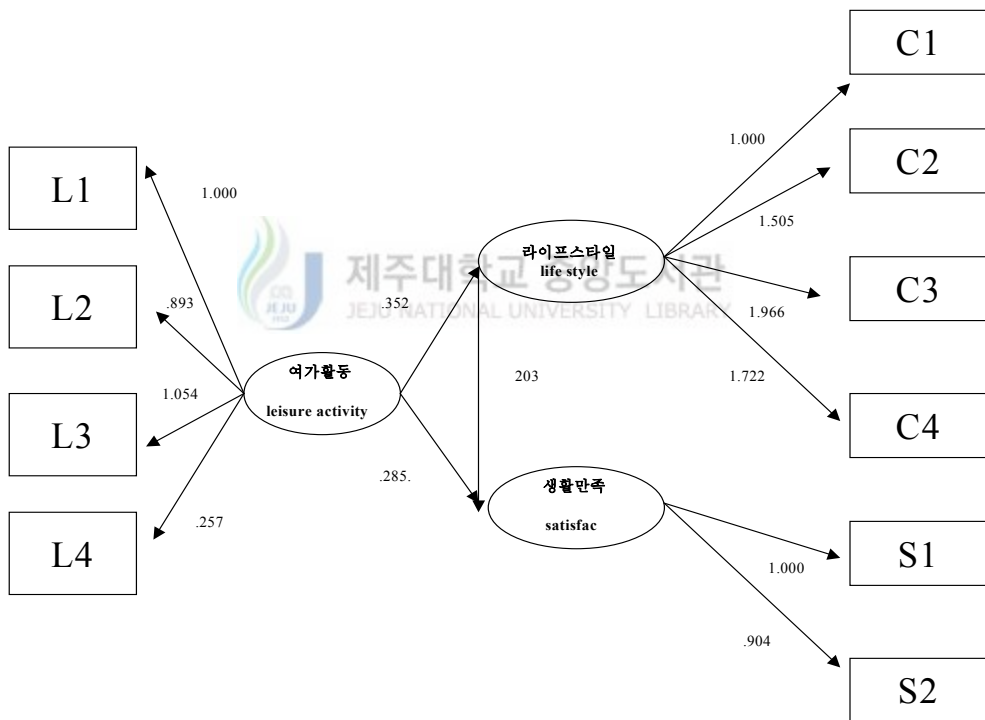 C1
1.000
C2
L1
1.000
1.505
라이프스타일
life style
제주대학교 중앙도서관
JEJU NATIONAL UNIVERSITY LIBRARY
JEJU
1952
C3
L2
.893
.352
1.966
여가활동
leisure activity
203
1.722
L3
1.054
C4
.285.
생활만족
satisfac
L4
.257
S1
1.000
.904
S2